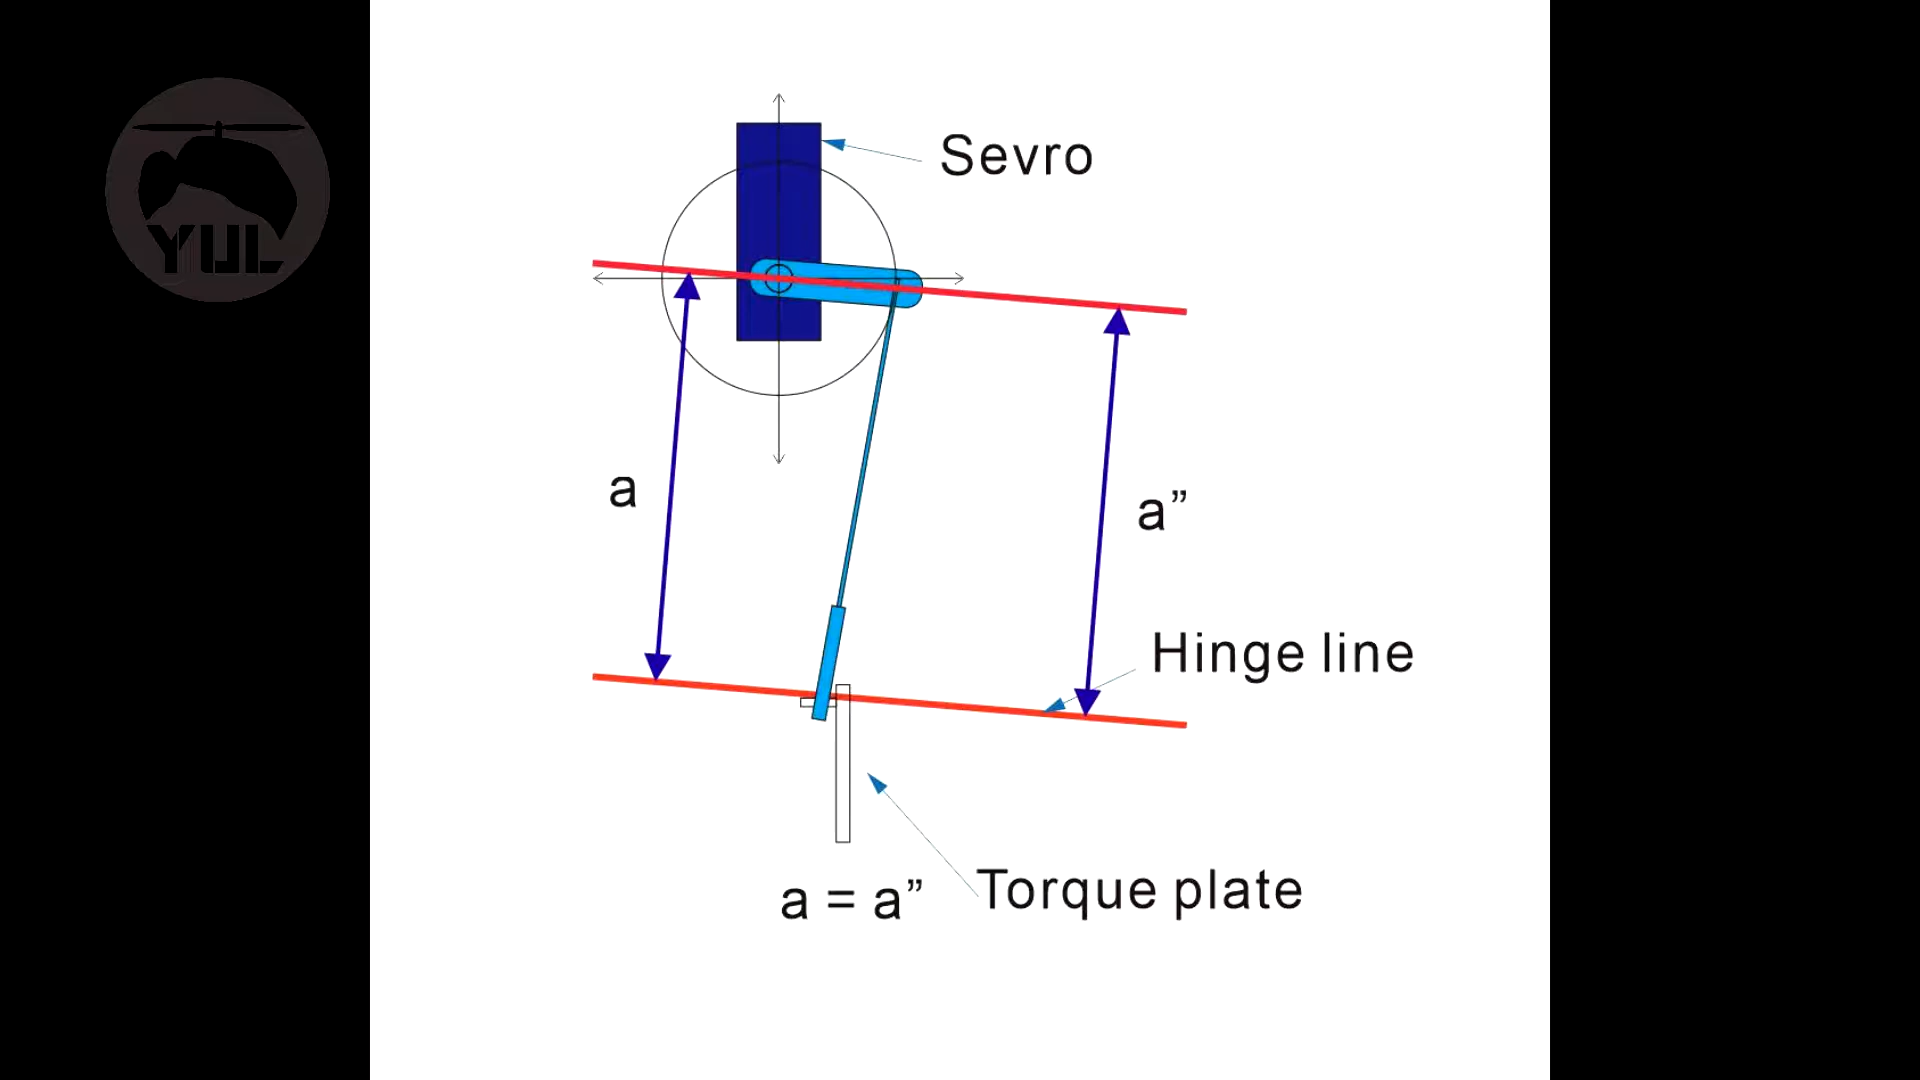 YUL
Sevro
a
a”
Hinge line
Torque plate
a = a”